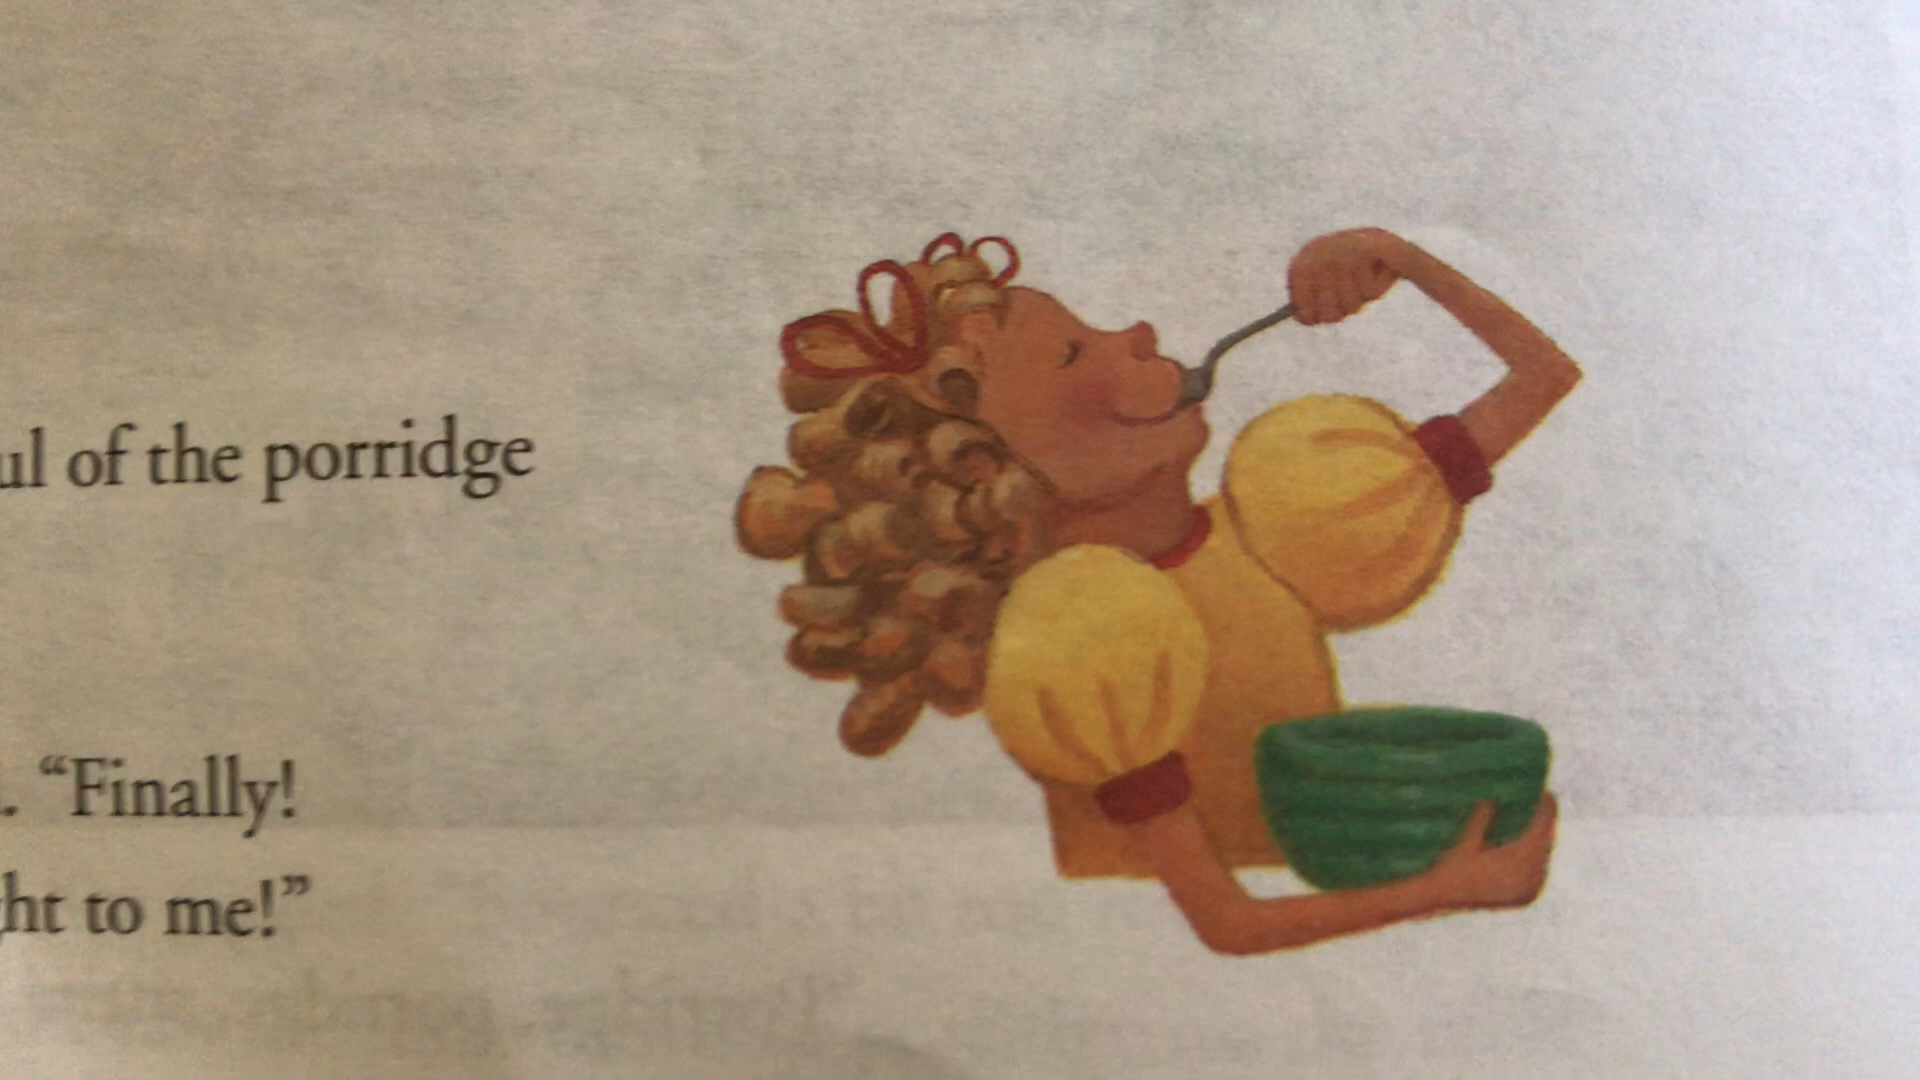 ul of the porridge
. “Finally!
ht to me!”